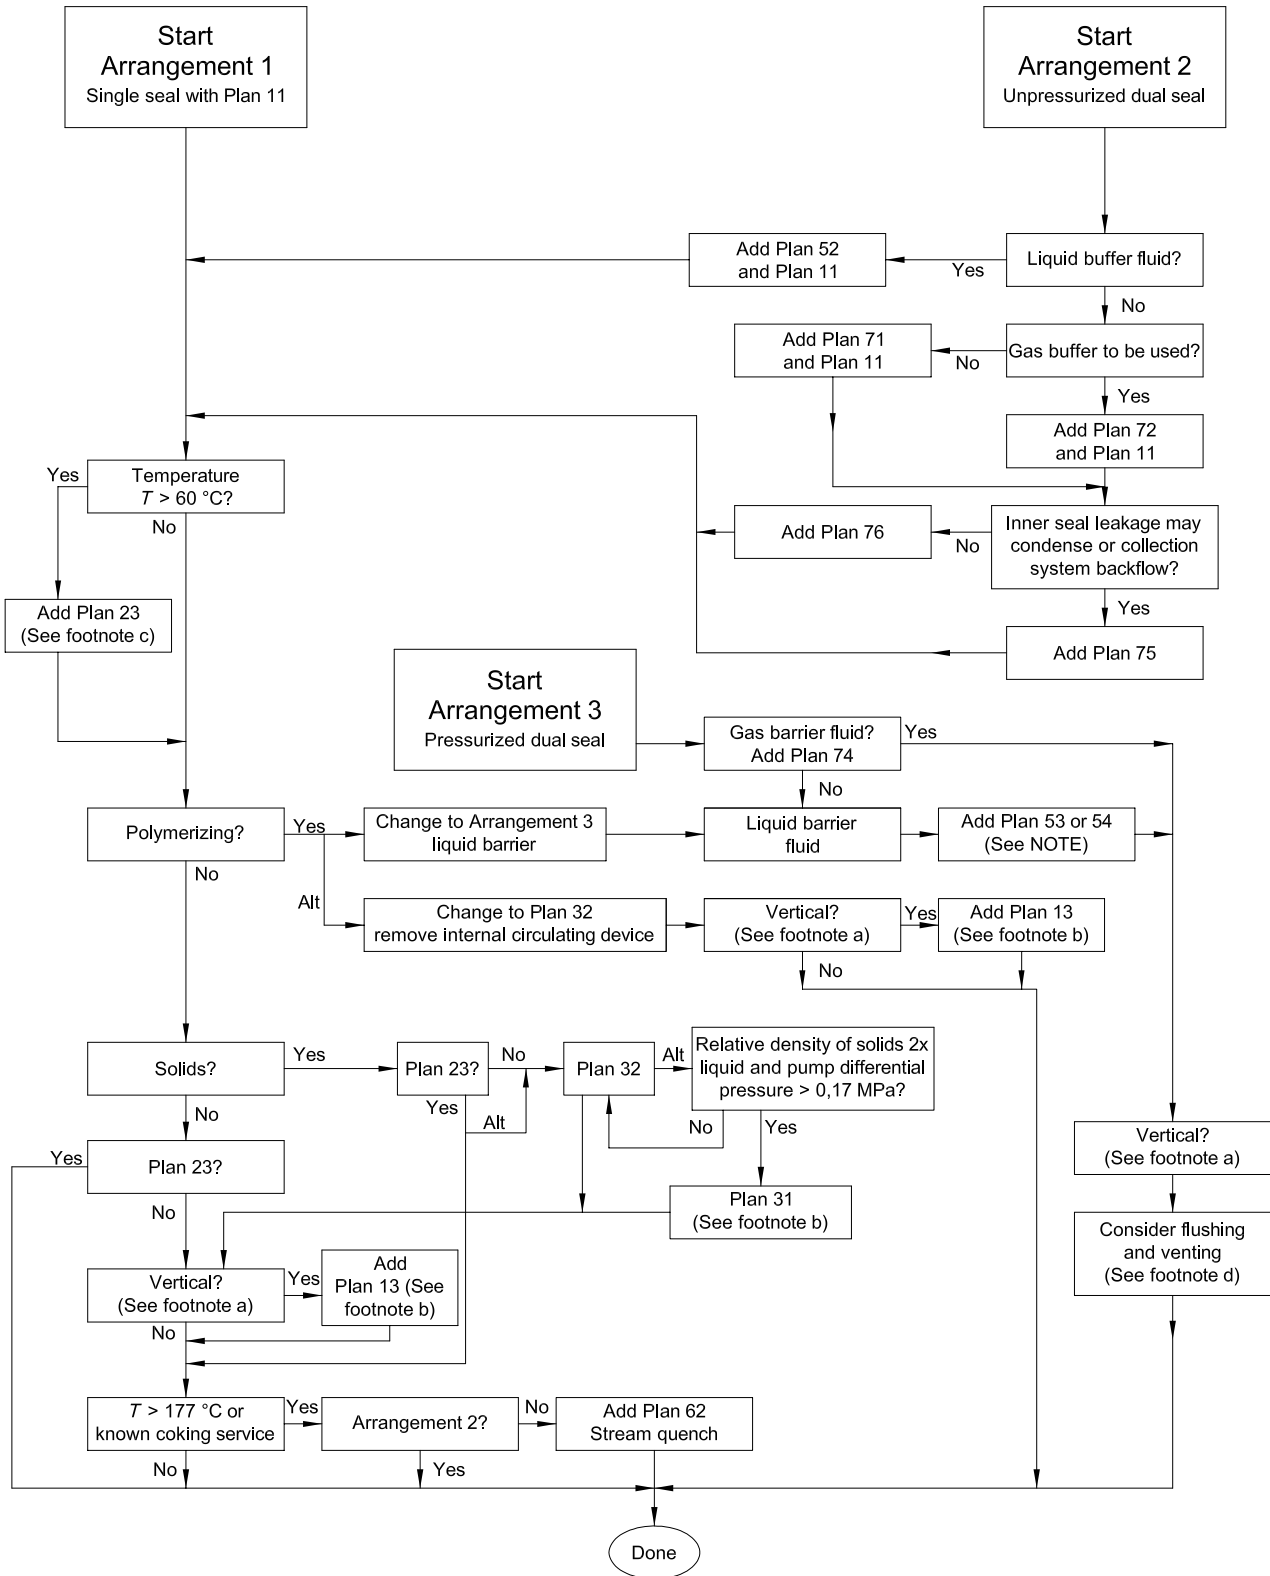 Start
Arrangement 1
Single seal with Plan 11
Start
Arrangement 2
Unpressurized dual seal
Add Plan 52
and Plan 11
Yes
Liquid buffer fluid?
No
Add Plan 71
and Plan 11
No
Gas buffer to be used?
Yes
Add Plan 72
and Plan 11
Yes
Temperature
T > 60 °C?
No
Add Plan 76
No
Inner seal leakage may
condense or collection
system backflow?
Yes
Add Plan 23
(See footnote c)
Add Plan 75
Start
Arrangement 3
Pressurized dual seal
Gas barrier fluid?
Add Plan 74
Yes
No
Polymerizing?
Yes
Change to Arrangement 3
liquid barrier
Liquid barrier
fluid
Add Plan 53 or 54
(See NOTE)
No
Alt
Change to Plan 32
remove internal circulating device
Vertical?
(See footnote a)
Yes
Add Plan 13
(See footnote b)
No
Solids?
Yes
Plan 23?
No
Plan 32
Alt
Relative density of solids 2x
liquid and pump differential
pressure > 0,17 MPa?
No
Yes
Alt
No
Yes
Yes
Plan 23?
No
Plan 31
(See footnote b)
Vertical?
(See footnote a)
Consider flushing
and venting
(See footnote d)
Vertical?
(See footnote a)
Yes
Add
Plan 13 (See
footnote b)
No
T > 177 °C or
known coking service
Yes
Arrangement 2?
No
Add Plan 62
Stream quench
No
Yes
Done